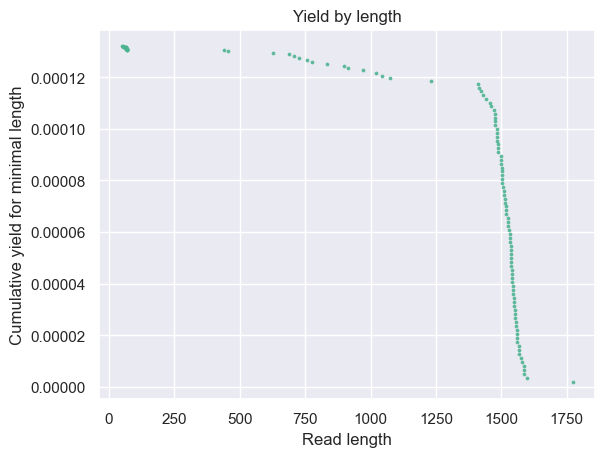 Yield by length
Cumulative yield for minimal length
0.00012
0.00010
0.00008
0.00006
0.00004
0.00002
0.00000
0 250 500 750 1000 1250 1500 1750
Read length